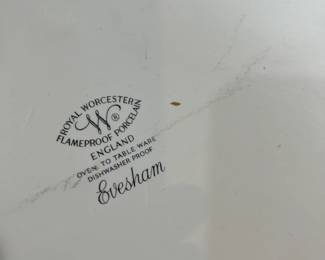 ROYAL WORCESTER
W®
FLAMEPROOF PORCELAIN
ENGLAND
OVEN TO TABLE WARE
DISHWASHER PROOF
Evesham